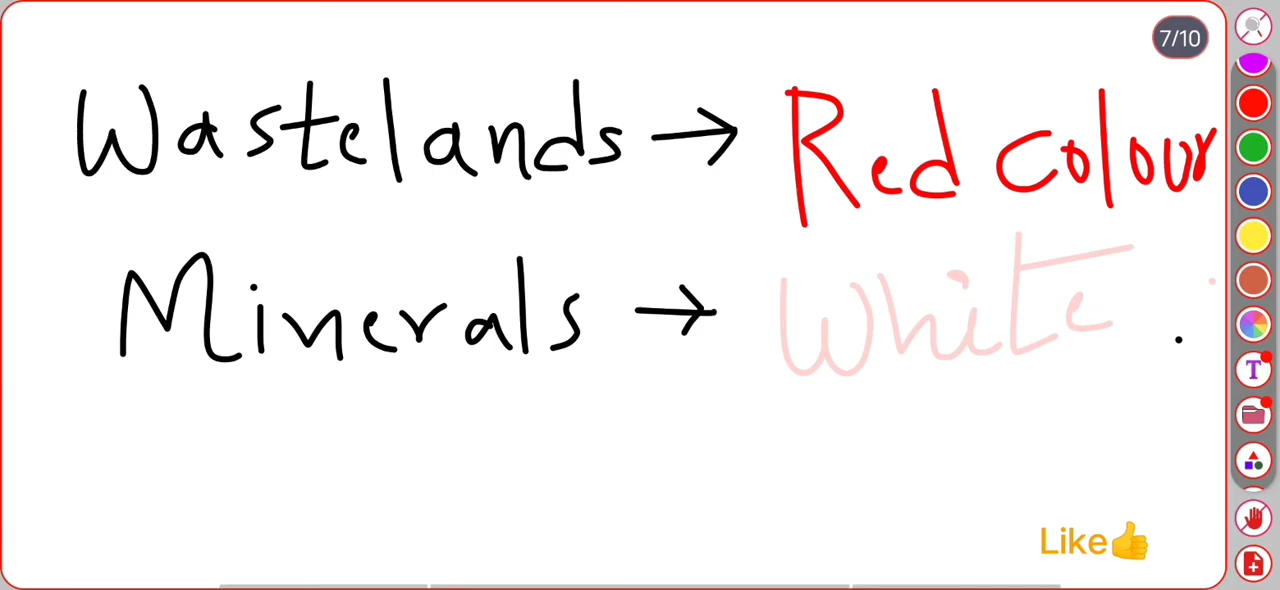 7/10
Wastelands → Red colour
Minerals → White .
Like👍
T